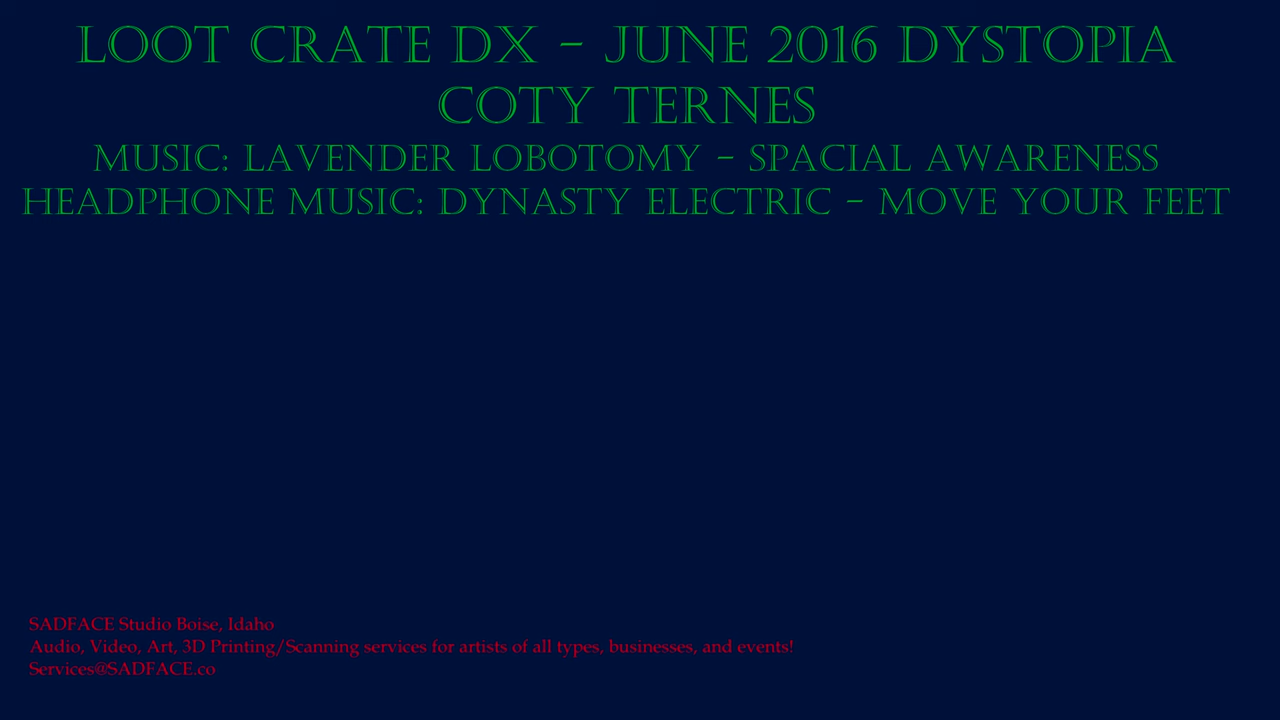 LOOT CRATE DX - JUNE 2016 DYSTOPIA
COTY TERNES
MUSIC: LAVENDER LOBOTOMY - SPACIAL AWARENESS
HEADPHONE MUSIC: DYNASTY ELECTRIC - MOVE YOUR FEET
SADFACE Studio Boise, Idaho
Audio, Video, Art, 3D Printing/Scanning services for artists of all types, businesses, and events!
Services@SADFACE.co